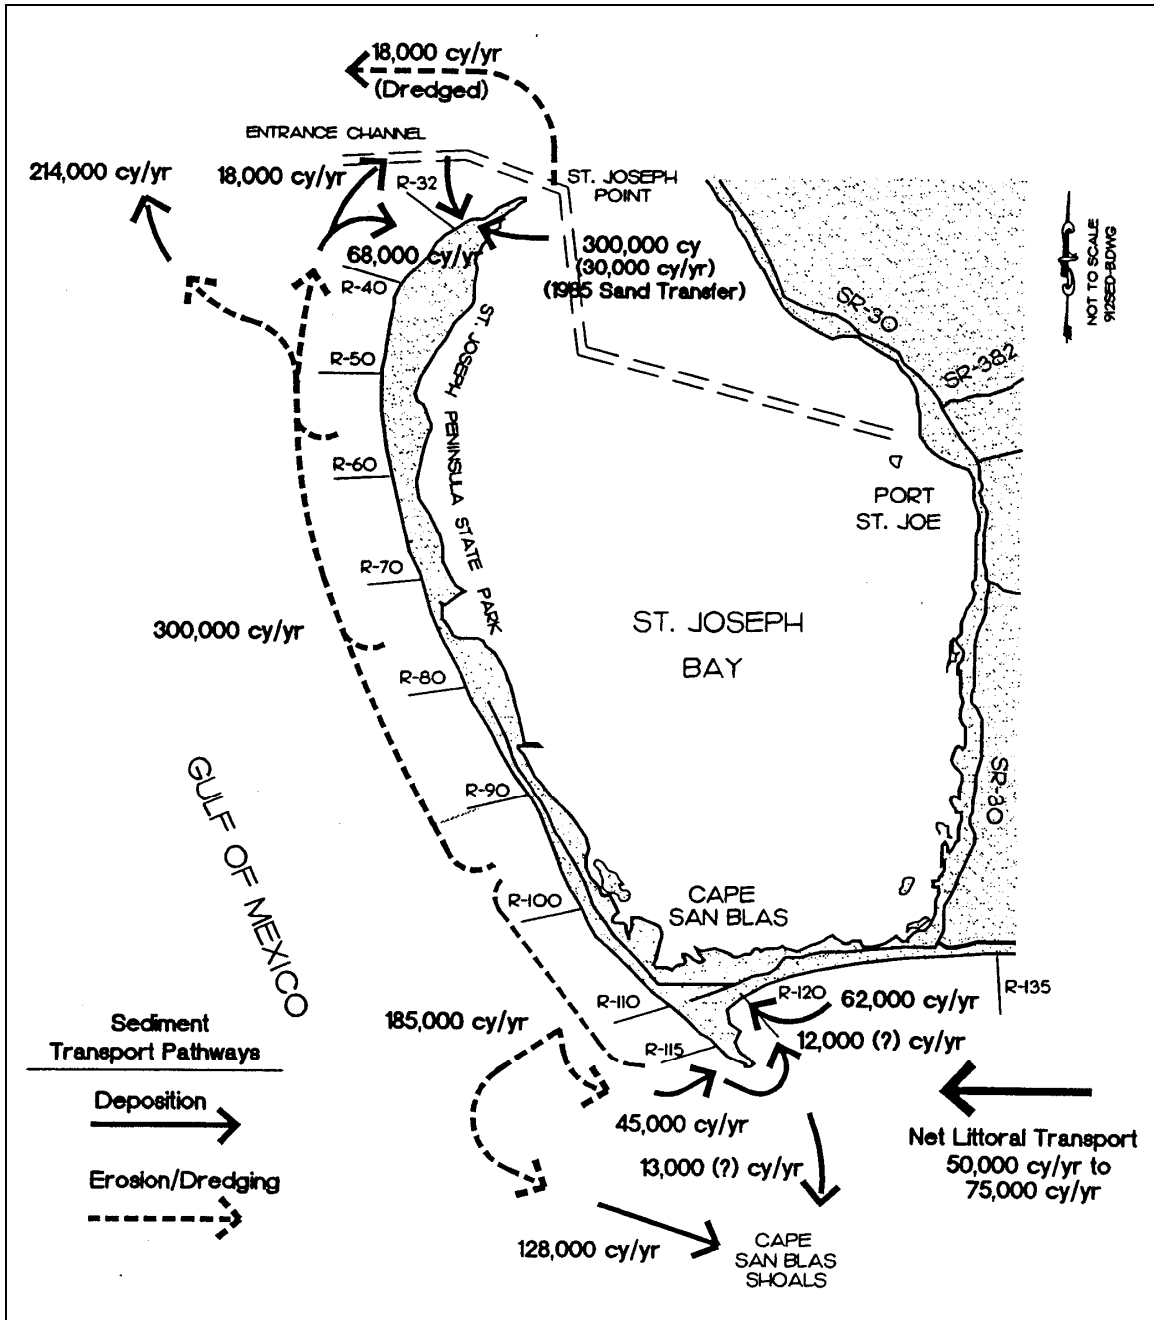 18,000 cy/yr
(Dredged)
ENTRANCE CHANNEL
214,000 cy/yr
18,000 cy/yr
R-32
ST. JOSEPH
POINT
68,000 cy/yr
300,000 cy
(30,000 cy/yr)
(1985 Sand Transfer)
R-40
NOT TO SCALE
SR-30
SR-382
R-50
ST. JOSEPH PENINSULA STATE PARK
R-60
PORT
ST. JOE
R-70
300,000 cy/yr
ST. JOSEPH
BAY
R-80
GULF OF MEXICO
R-90
SR-30
R-100
CAPE
SAN BLAS
R-110
R-120
R-135
62,000 cy/yr
185,000 cy/yr
12,000 (?) cy/yr
R-115
Sediment
Transport Pathways
Deposition
Erosion/Dredging
45,000 cy/yr
13,000 (?) cy/yr
Net Littoral Transport
50,000 cy/yr to
75,000 cy/yr
128,000 cy/yr
CAPE
SAN BLAS
SHOALS